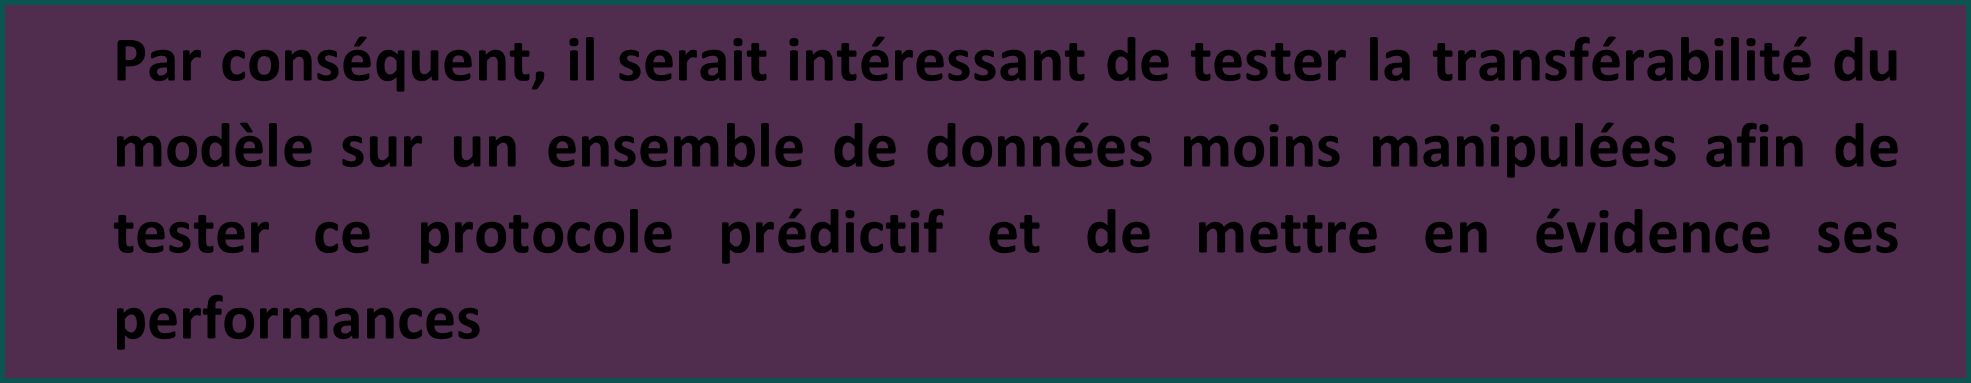 Par conséquent, il serait intéressant de tester la transférabilité du
modèle sur un ensemble de données moins manipulées afin de
tester ce protocole prédictif et de mettre en évidence ses
performances